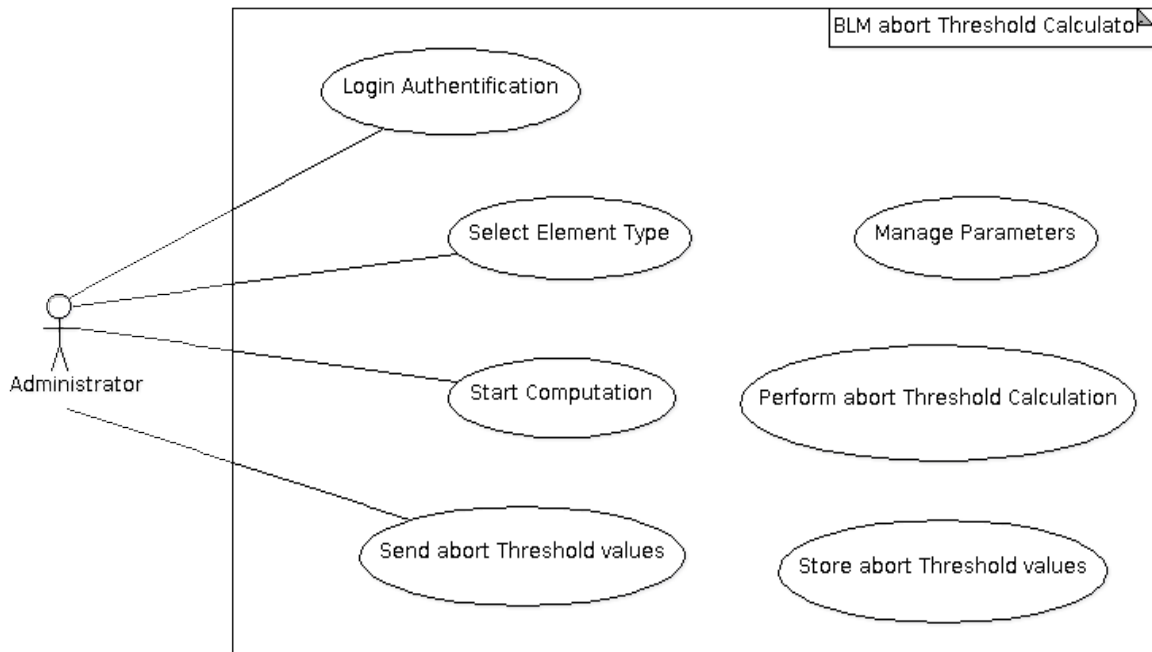 BLM abort Threshold Calculator
Login Authentification
Select Element Type
Manage Parameters
Administrator
Start Computation
Perform abort Threshold Calculation
Send abort Threshold values
Store abort Threshold values